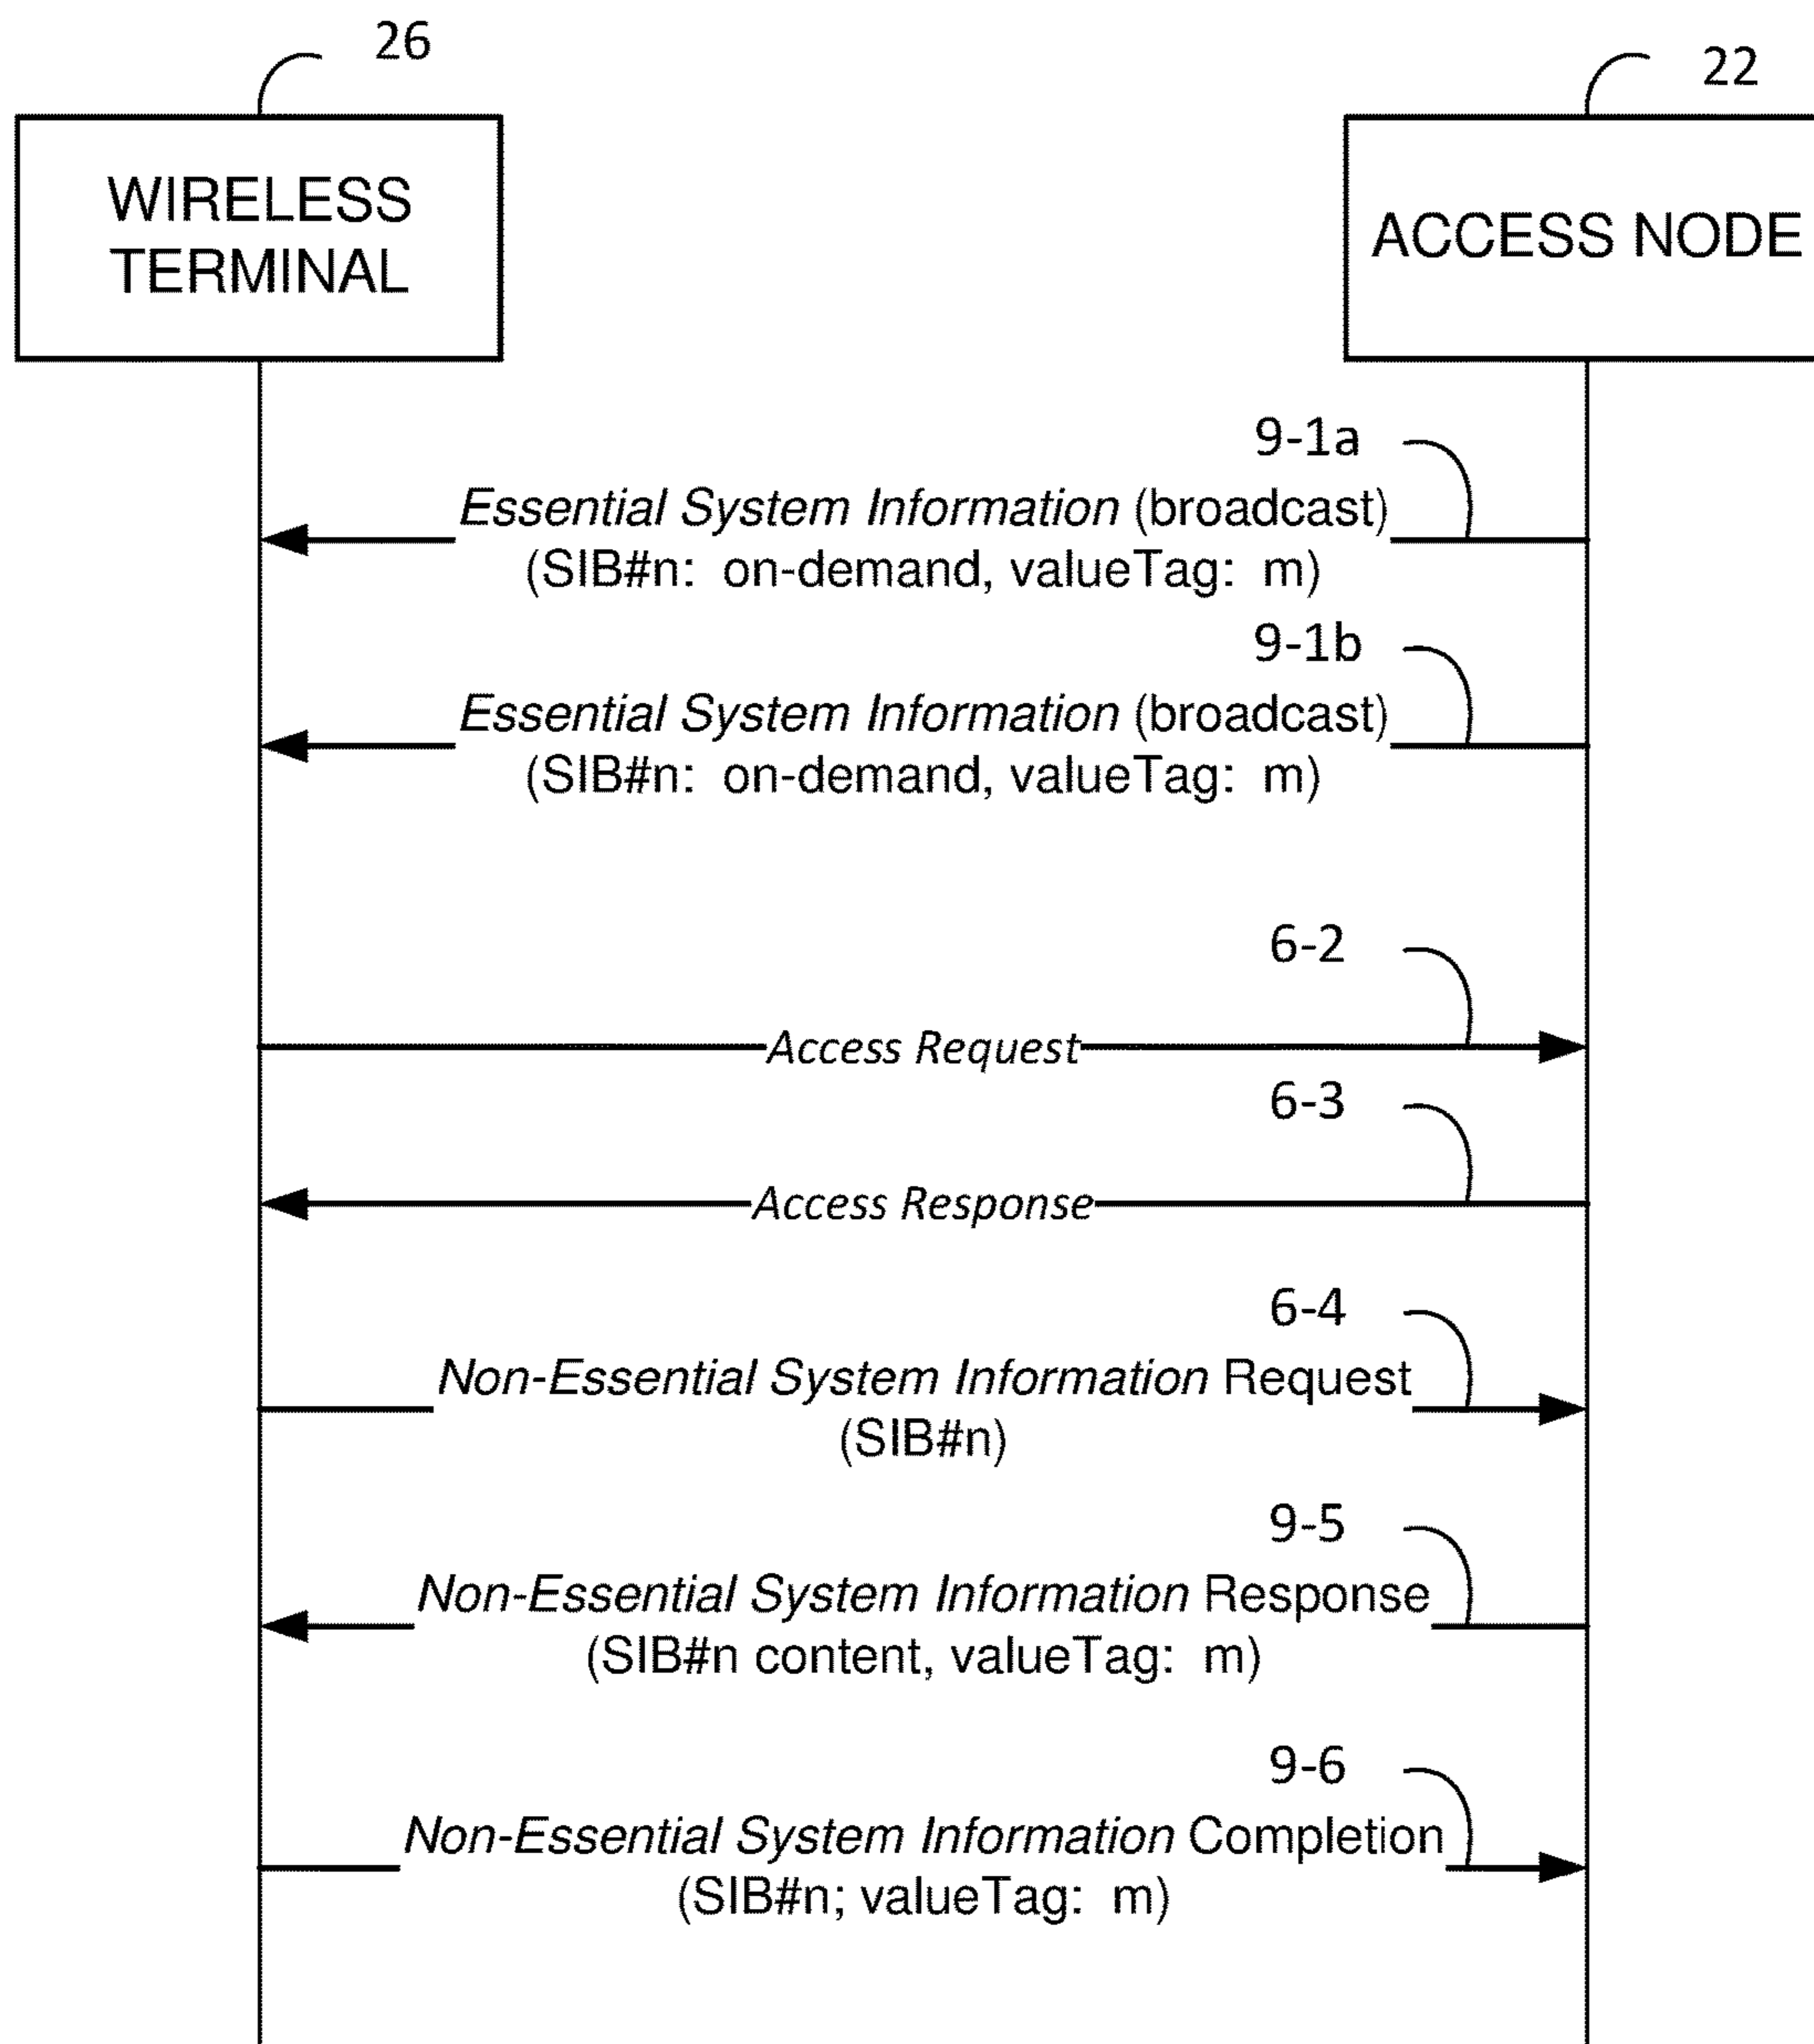 26
22
WIRELESS
TERMINAL
ACCESS NODE
9-1a
Essential System Information (broadcast)
(SIB#n: on-demand, valueTag: m)
9-1b
Essential System Information (broadcast)
(SIB#n: on-demand, valueTag: m)
6-2
Access Request
6-3
Access Response
6-4
Non-Essential System Information Request
(SIB#n)
9-5
Non-Essential System Information Response
(SIB#n content, valueTag: m)
9-6
Non-Essential System Information Completion
(SIB#n; valueTag: m)